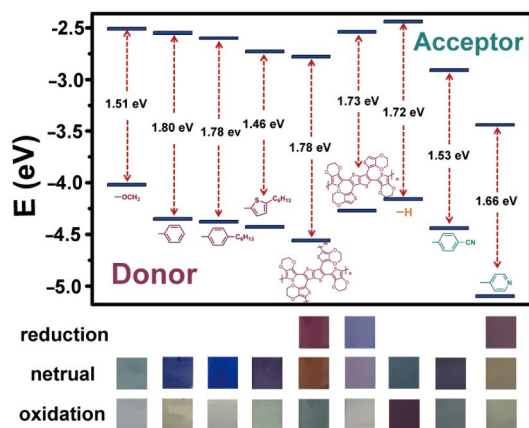 -2.5
-3.0
-3.5
-4.0
-4.5
-5.0
E (eV)
Acceptor
Donor
1.51 eV
1.80 eV
1.78 ev
1.46 eV
1.78 eV
1.73 eV
1.72 eV
1.53 eV
1.66 eV
—OCH₃
C₆H₁₃
S
C₆H₁₃
—H
CN
N
reduction
netrual
oxidation